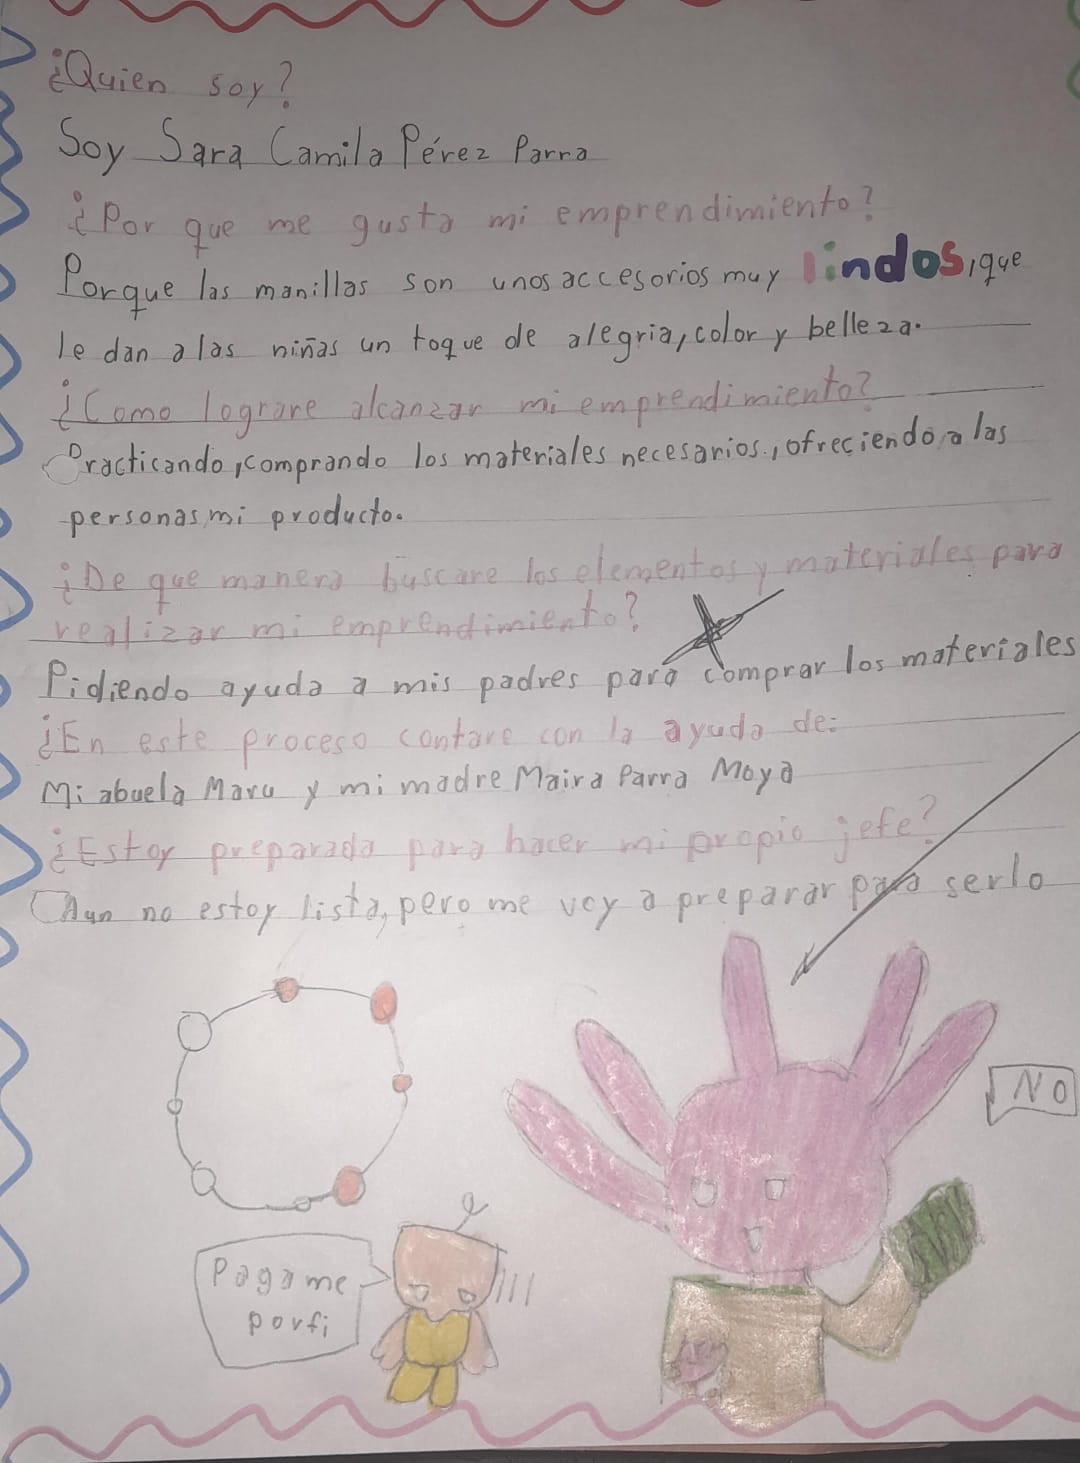 ¿Quien soy?
Soy Sara Camila Pérez Parra
¿Por que me gusta mi emprendimiento?
Porque las manillas son unos accesorios muy lindos, que
le dan a las niñas un toque de alegria, color y belleza.
¿Como lograre alcanzar mi emprendimiento?
Practicando, comprando los materiales necesarios., ofreciendo a las
personas mi producto.
¿De que manera buscare los elementos y materiales para
realizar mi emprendimiento?
Pidiendo ayuda a mis padres para comprar los materiales
¿En este proceso contare con la ayuda de:
Mi abuela Maru y mi madre Maira Parra Moya
¿Estoy preparada para hacer mi propio jefe?
Aun no estoy lista, pero me voy a preparar para serlo
NO
Pagame
porfi